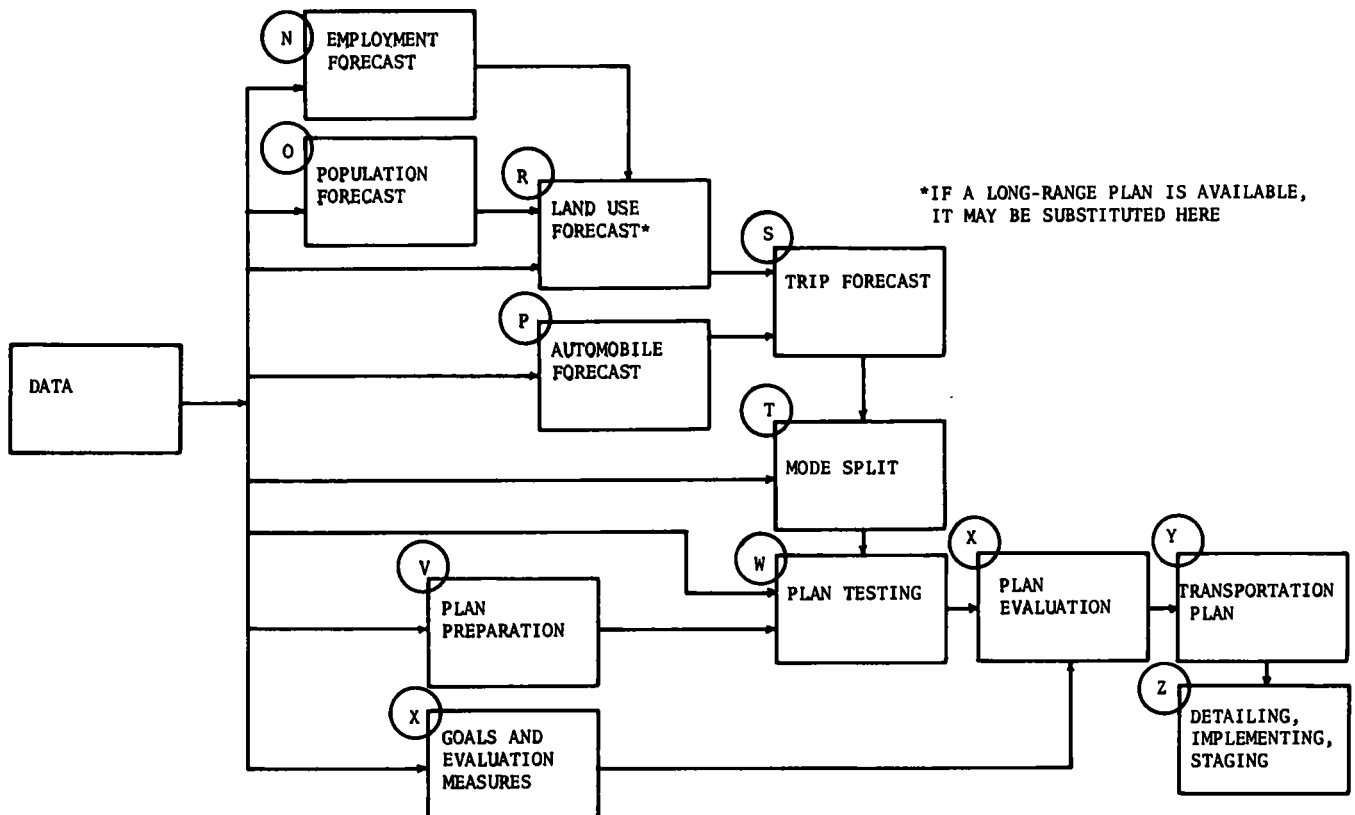 N
EMPLOYMENT
FORECAST
O
POPULATION
FORECAST
R
LAND USE
FORECAST*
*IF A LONG-RANGE PLAN IS AVAILABLE,
IT MAY BE SUBSTITUTED HERE
S
TRIP FORECAST
P
AUTOMOBILE
FORECAST
DATA
T
MODE SPLIT
V
PLAN
PREPARATION
W
PLAN TESTING
X
PLAN
EVALUATION
Y
TRANSPORTATION
PLAN
X
GOALS AND
EVALUATION
MEASURES
Z
DETAILING,
IMPLEMENTING,
STAGING